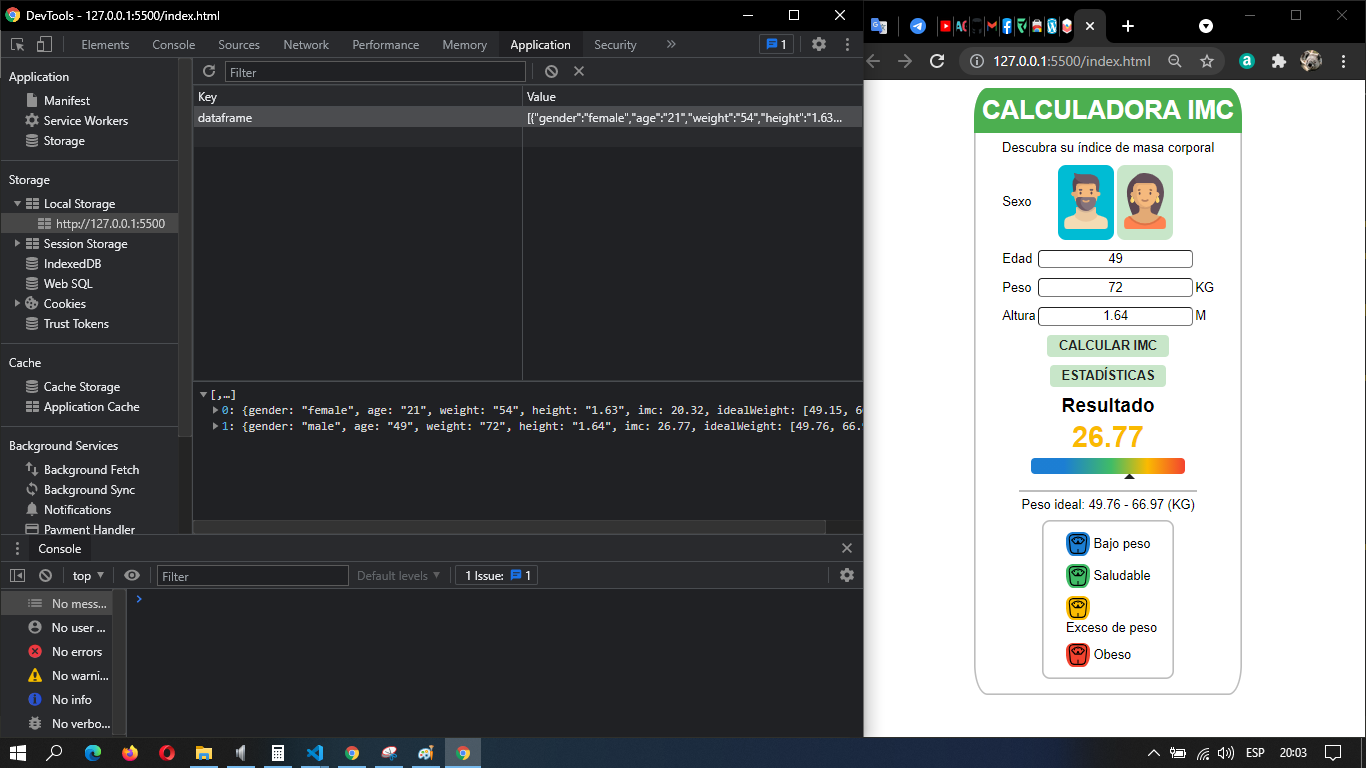 DevTools - 127.0.0.1:5500/index.html
Elements Console Sources Network Performance Memory Application Security » 1
Application
Manifest
Service Workers
Storage
Storage
Local Storage
http://127.0.0.1:5500
Session Storage
IndexedDB
Web SQL
Cookies
Trust Tokens
Cache
Cache Storage
Application Cache
Background Services
Background Fetch
Background Sync
Notifications
Payment Handler
Filter
Key Value
dataframe [{"gender":"female","age":"21","weight":"54","height":"1.63...
[,…]
0: {gender: "female", age: "21", weight: "54", height: "1.63", imc: 20.32, idealWeight: [49.15, 6
1: {gender: "male", age: "49", weight: "72", height: "1.64", imc: 26.77, idealWeight: [49.76, 66.9
Console
top Filter Default levels 1 Issue: 1
No mess...
No user ...
No errors
No warni...
No info
No verbo...
127.0.0.1:5500/index.html
CALCULADORA IMC
Descubra su índice de masa corporal
Sexo
Edad 49
Peso 72 KG
Altura 1.64 M
CALCULAR IMC
ESTADÍSTICAS
Resultado
26.77
Peso ideal: 49.76 - 66.97 (KG)
Bajo peso
Saludable
Exceso de peso
Obeso
ESP 20:03